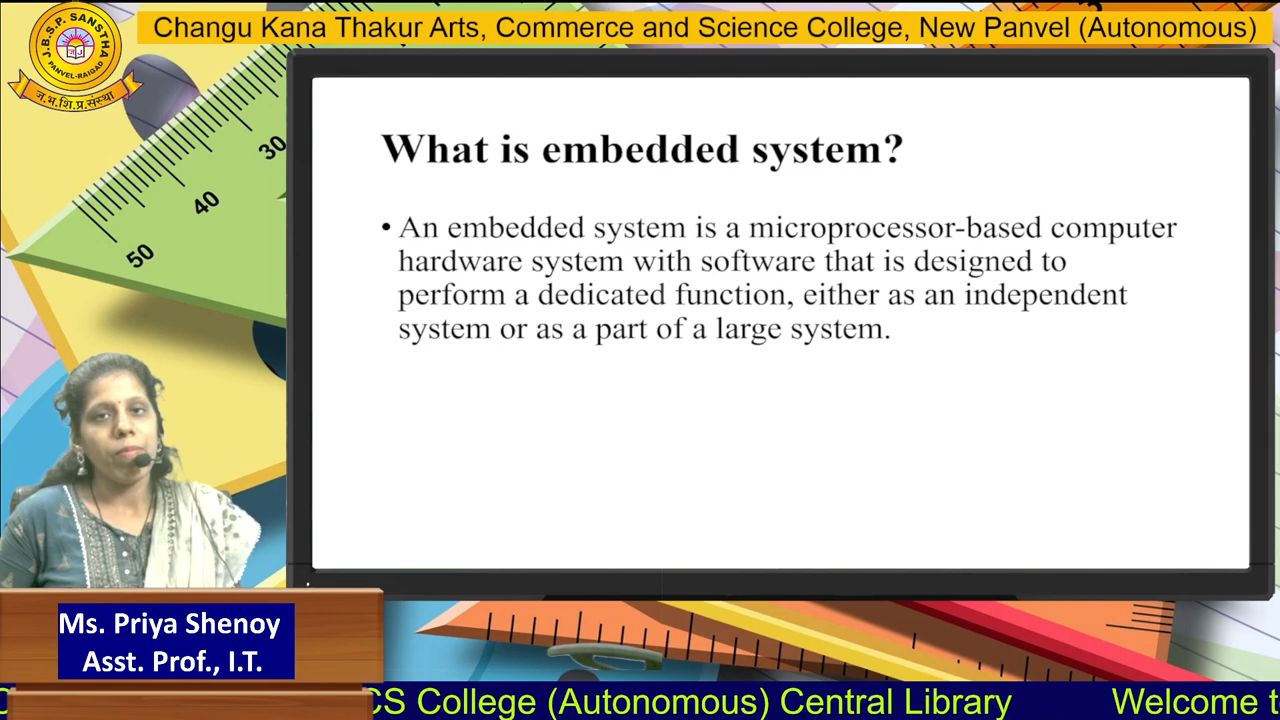 Changu Kana Thakur Arts, Commerce and Science College, New Panvel (Autonomous)
J.B.S.P. SANSTHA
PANVEL-RAIGAD
ज.भ.शि.प्र.संस्था
30
40
50
What is embedded system?
• An embedded system is a microprocessor-based computer
hardware system with software that is designed to
perform a dedicated function, either as an independent
system or as a part of a large system.
Ms. Priya Shenoy
Asst. Prof., I.T.
CS College (Autonomous) Central Library Welcome t